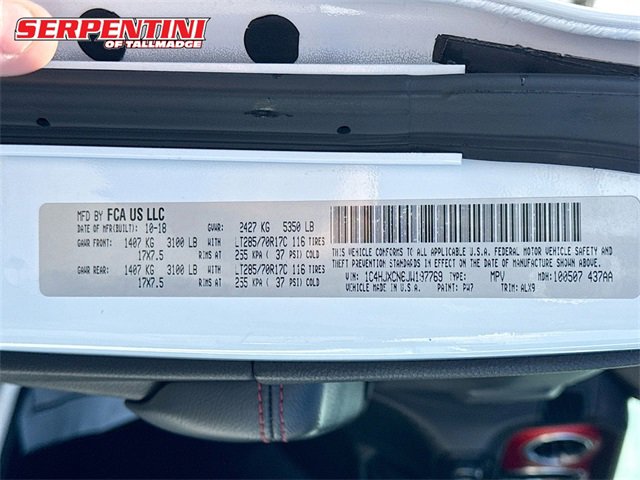 SERPENTINI
OF TALLMADGE
MFD BY FCA US LLC
DATE OF MFR(BUILT): 10-18 GVWR: 2427 KG 5350 LB
GAWR FRONT: 1407 KG 3100 LB WITH LT285/70R17C 116 TIRES
17X7.5 RIMS AT 255 KPA ( 37 PSI) COLD
GAWR REAR: 1407 KG 3100 LB WITH LT285/70R17C 116 TIRES
17X7.5 RIMS AT 255 KPA ( 37 PSI) COLD
THIS VEHICLE CONFORMS TO ALL APPLICABLE U.S.A. FEDERAL MOTOR VEHICLE SAFETY AND
THEFT PREVENTION STANDARDS IN EFFECT ON THE DATE OF MANUFACTURE SHOWN ABOVE.
VIN: 1C4HJXCN6JW197769 TYPE: MPV MDH: 100507 437AA
VEHICLE MADE IN U.S.A. PAINT: PW7 TRIM: ALX9